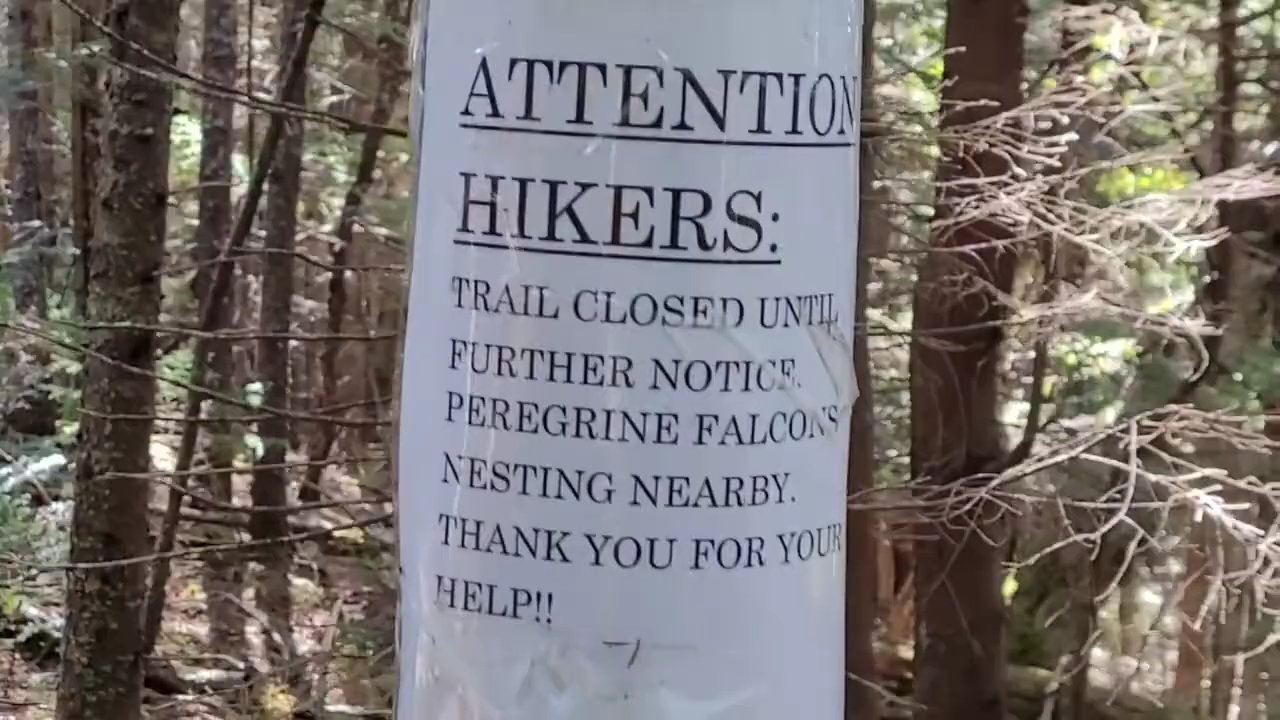 ATTENTION
HIKERS:
TRAIL CLOSED UNTIL
FURTHER NOTICE.
PEREGRINE FALCONS
NESTING NEARBY.
THANK YOU FOR YOUR
HELP!!